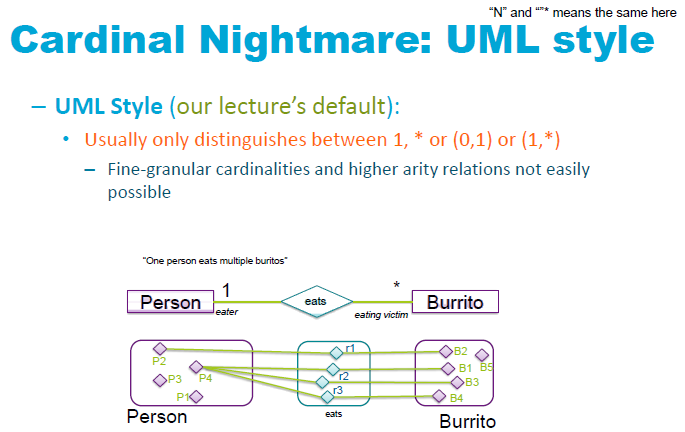 "N" and ""* means the same here
Cardinal Nightmare: UML style
– UML Style (our lecture's default):
• Usually only distinguishes between 1, * or (0,1) or (1,*)
– Fine-granular cardinalities and higher arity relations not easily
possible
"One person eats multiple buritos"
Person 1 eats * Burrito
eater eating victim
P2 r1 B2 B5
P3 P4 r2 B1 B3
P1 r3 B4
Person eats Burrito